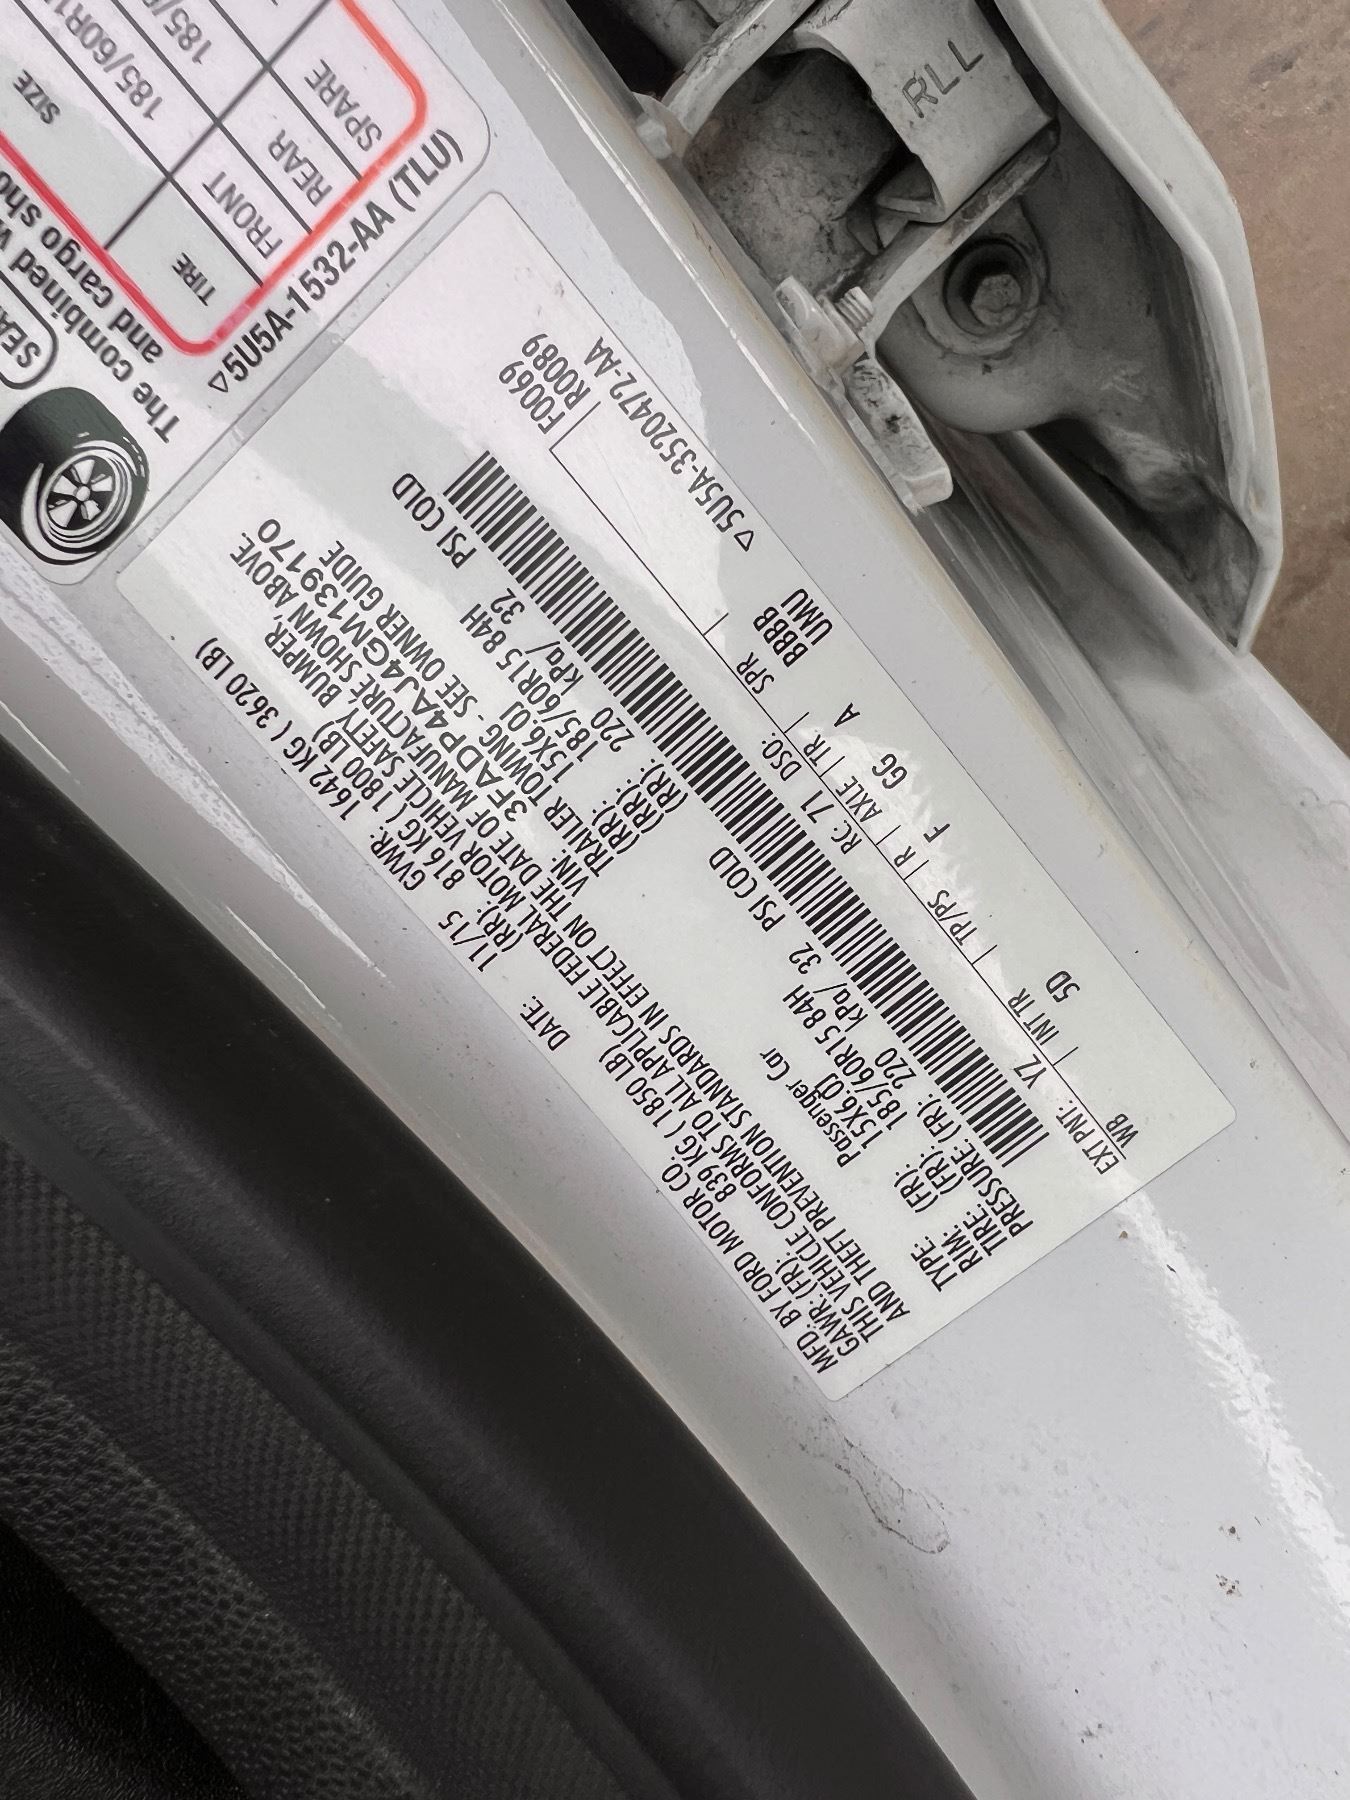 SEA
The combined w
and cargo sho
TIRE SIZE
FRONT 185/60R1
REAR 185/
SPARE
5U5A-1532-AA (TLU)
MFD. BY FORD MOTOR CO.
DATE: 11/15 GVWR: 1642 KG ( 3620 LB)
GAWR: (FR): 839 KG ( 1850 LB) (RR): 816 KG ( 1800 LB)
THIS VEHICLE CONFORMS TO ALL APPLICABLE FEDERAL MOTOR VEHICLE SAFETY, BUMPER,
AND THEFT PREVENTION STANDARDS IN EFFECT ON THE DATE OF MANUFACTURE SHOWN ABOVE.
VIN: 3FADP4AJ4GM139170
TYPE: Passenger Car TRAILER TOWING - SEE OWNER GUIDE
RIM: (FR): 15X6.0J (RR): 15X6.0J
TIRE: (FR): 185/60R15 84H (RR): 185/60R15 84H
PRESSURE: (FR): 220 kPa/ 32 PSI COLD (RR): 220 kPa/ 32 PSI COLD
F0069
R0089
EXT PNT: YZ RC: 71 DSO:
WB INT TR TP/PS R AXLE TR SPR BBBB
5D F GG A UMU
5U5A-3520472-AA
RLL